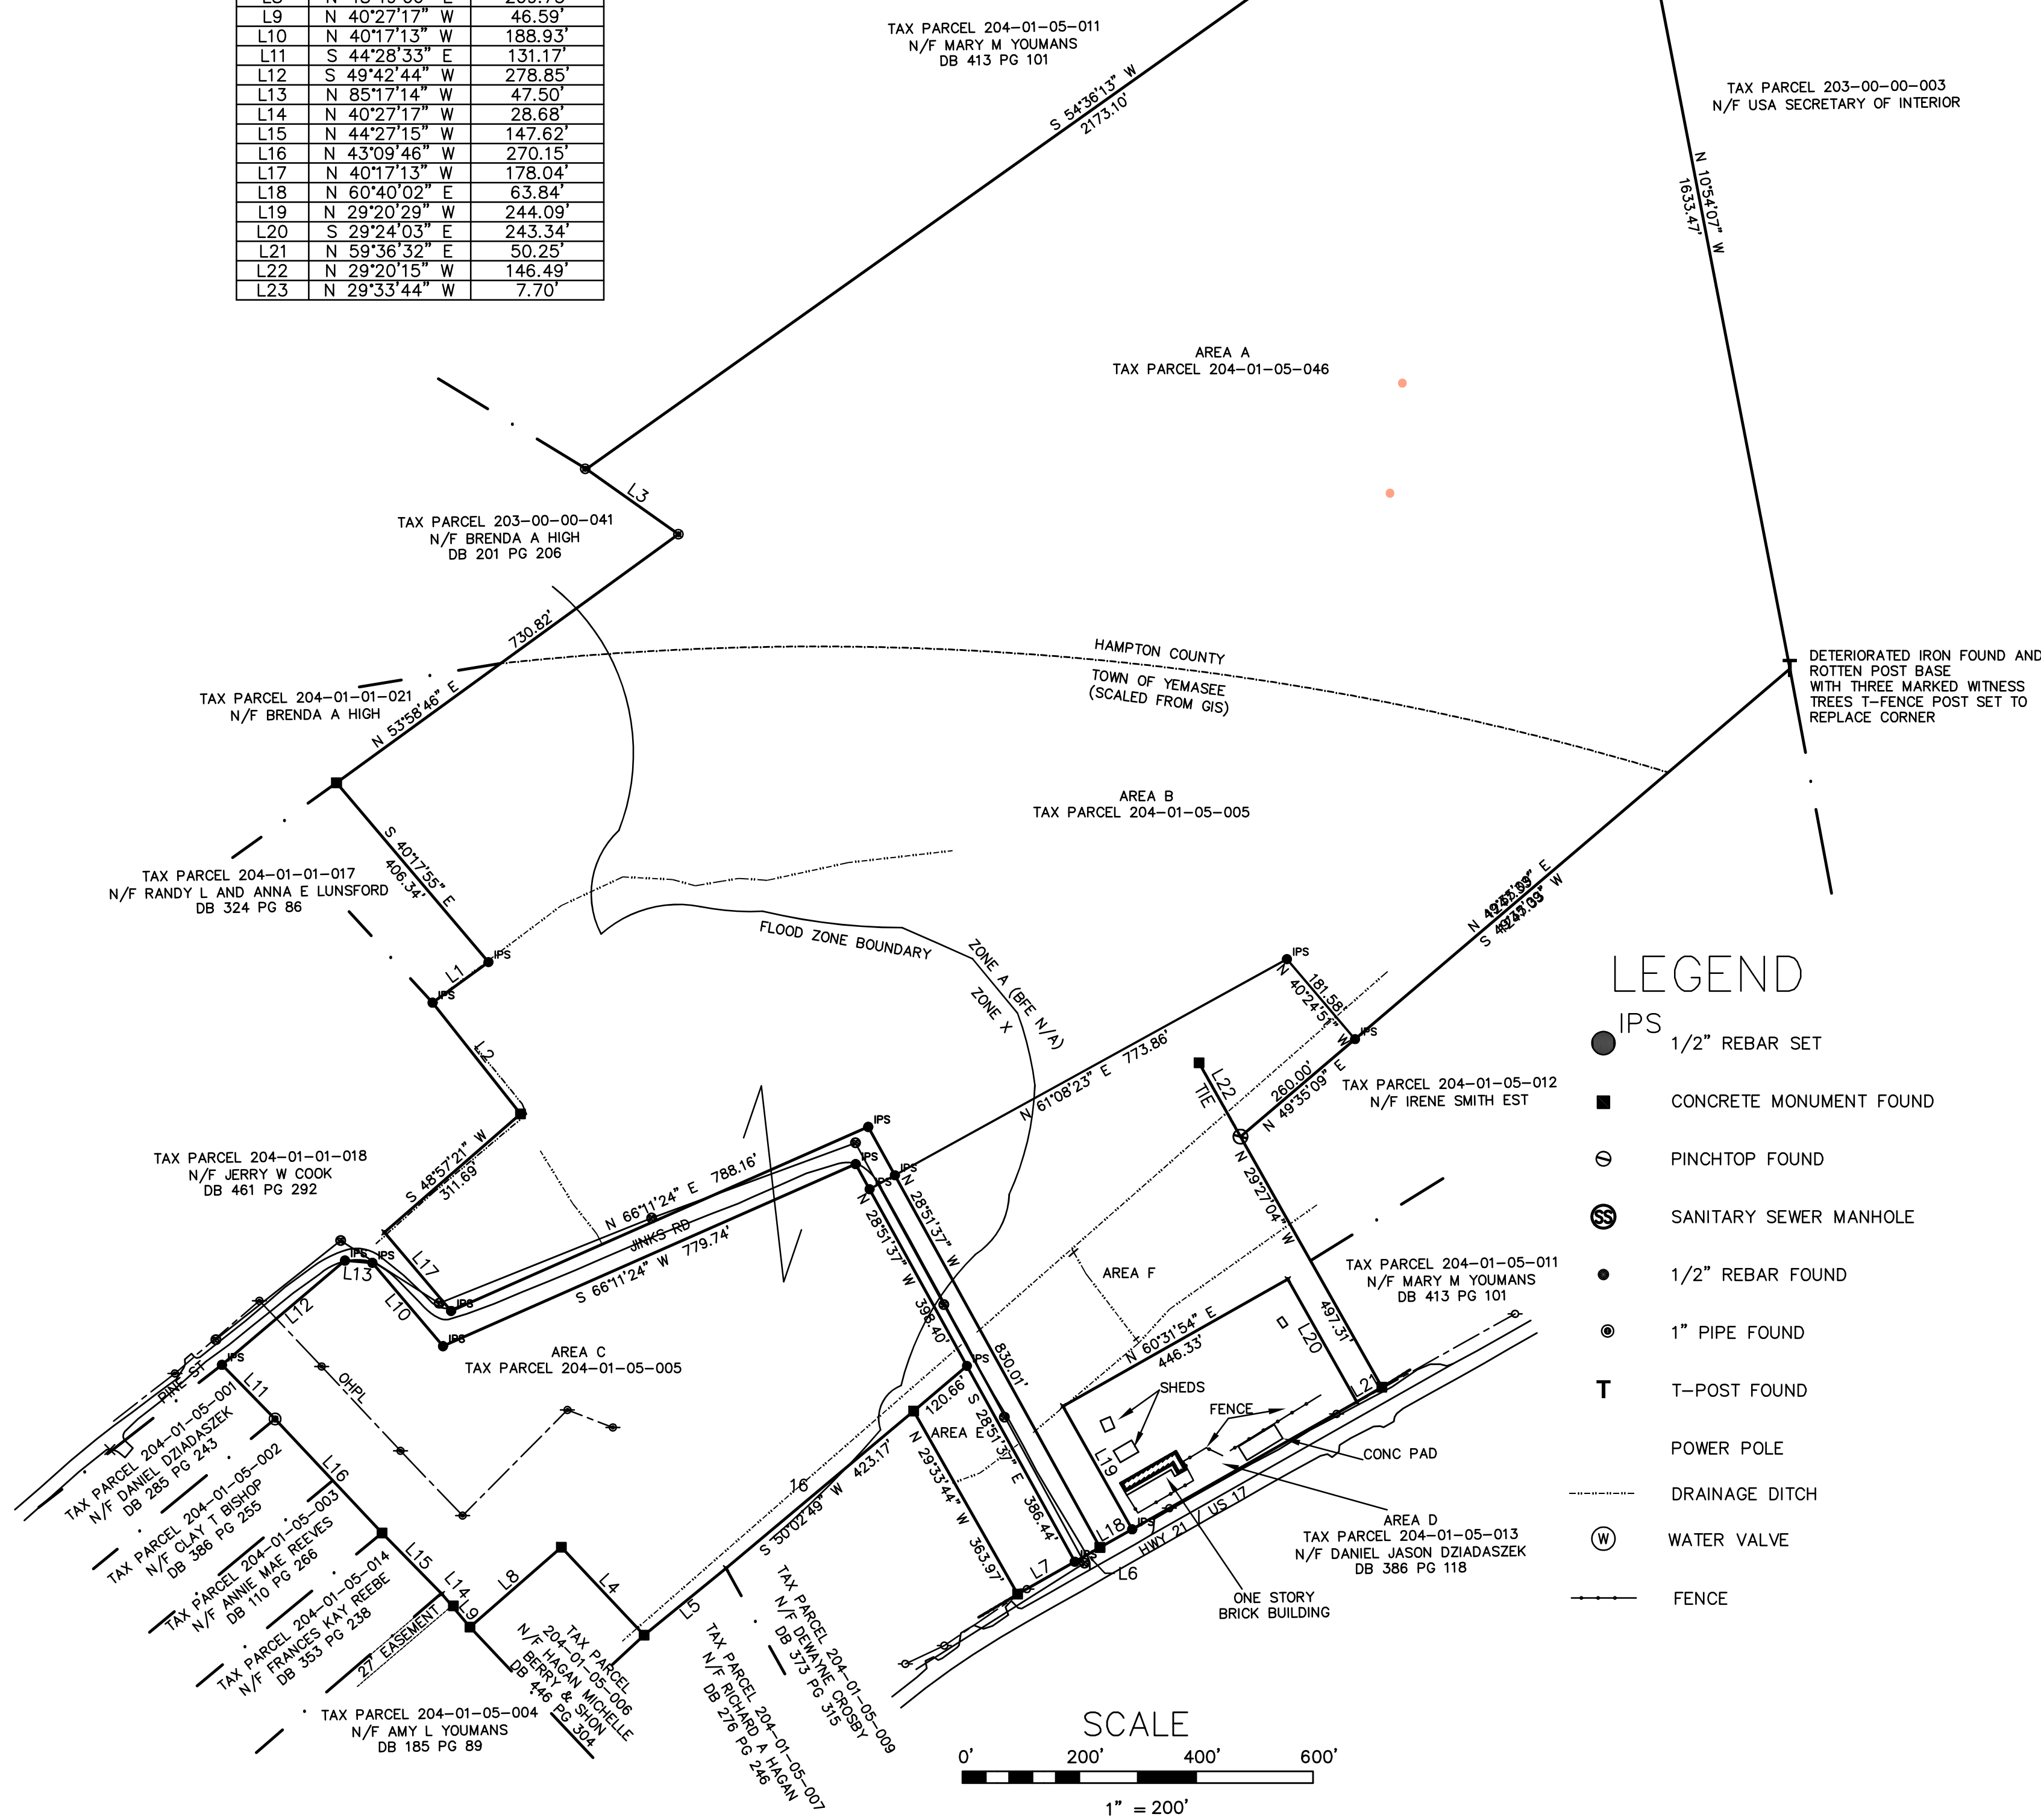 L9 N 40°27'17" W 46.59'
L10 N 40°17'13" W 188.93'
L11 S 44°28'33" E 131.17'
L12 S 49°42'44" W 278.85'
L13 N 85°17'14" W 47.50'
L14 N 40°27'17" W 28.68'
L15 N 44°27'15" W 147.62'
L16 N 43°09'46" W 270.15'
L17 N 40°17'13" W 178.04'
L18 N 60°40'02" E 63.84'
L19 N 29°20'29" W 244.09'
L20 S 29°24'03" E 243.34'
L21 N 59°36'32" E 50.25'
L22 N 29°20'15" W 146.49'
L23 N 29°33'44" W 7.70'
TAX PARCEL 204-01-05-011
N/F MARY M YOUMANS
DB 413 PG 101
S 54°36'13" W
2173.10'
TAX PARCEL 203-00-00-003
N/F USA SECRETARY OF INTERIOR
N 10°54'07" W
1633.47'
AREA A
TAX PARCEL 204-01-05-046
L3
TAX PARCEL 203-00-00-041
N/F BRENDA A HIGH
DB 201 PG 206
730.82'
N 53°58'46" E
HAMPTON COUNTY
TOWN OF YEMASEE
(SCALED FROM GIS)
DETERIORATED IRON FOUND AND
ROTTEN POST BASE
WITH THREE MARKED WITNESS
TREES T-FENCE POST SET TO
REPLACE CORNER
TAX PARCEL 204-01-01-021
N/F BRENDA A HIGH
AREA B
TAX PARCEL 204-01-05-005
S 40°17'55" E
406.34'
TAX PARCEL 204-01-01-017
N/F RANDY L AND ANNA E LUNSFORD
DB 324 PG 86
N E
S W
FLOOD ZONE BOUNDARY
ZONE A (BFE N/A)
ZONE X
IPS
L1
IPS
L2
IPS
181.58'
N 40°24'51" W
IPS
N 61°08'23" E 773.86'
260.00'
N 49°35'09" E
L22
TIE
TAX PARCEL 204-01-05-012
N/F IRENE SMITH EST
LEGEND
IPS
1/2" REBAR SET
CONCRETE MONUMENT FOUND
PINCHTOP FOUND
SS
SANITARY SEWER MANHOLE
1/2" REBAR FOUND
1" PIPE FOUND
T
T-POST FOUND
POWER POLE
DRAINAGE DITCH
W
WATER VALVE
FENCE
TAX PARCEL 204-01-01-018
N/F JERRY W COOK
DB 461 PG 292
S 48°57'21" W
311.69'
N 66°11'24" E 788.16'
JINKS RD
S 66°11'24" W 779.74'
IPS
IPS
IPS
IPS
N 28°51'37" W
830.01'
N 28°51'37" W
398.40'
N 29°27'04" W
497.31'
TAX PARCEL 204-01-05-011
N/F MARY M YOUMANS
DB 413 PG 101
AREA F
N 60°31'54" E
446.33'
L20
L21
L17
IPS
IPS
L13
IPS
L10
IPS
L12
IPS
L11
PINE ST
OHPL
AREA C
TAX PARCEL 204-01-05-005
IPS
120.66'
S 28°51'37" E
386.44'
AREA E
N 29°33'44" W
363.97'
SHEDS
FENCE
CONC PAD
L19
L18
IPS
L7
L6
HWY 21 / US 17
AREA D
TAX PARCEL 204-01-05-013
N/F DANIEL JASON DZIADASZEK
DB 386 PG 118
ONE STORY
BRICK BUILDING
16
S 50°02'49" W 423.17'
L5
L4
L8
L9
L14
L15
L16
TAX PARCEL 204-01-05-001
N/F DANIEL DZIADASZEK
DB 285 PG 243
TAX PARCEL 204-01-05-002
N/F CLAY T BISHOP
DB 386 PG 255
TAX PARCEL 204-01-05-003
N/F ANNIE MAE REEVES
DB 110 PG 266
TAX PARCEL 204-01-05-014
N/F FRANCES KAY REEBE
DB 353 PG 238
27' EASEMENT
TAX PARCEL 204-01-05-004
N/F AMY L YOUMANS
DB 185 PG 89
TAX PARCEL
204-01-05-006
N/F HAGAN MICHELLE
BERRY & SHON
DB 446 PG 304
TAX PARCEL 204-01-05-007
N/F RICHARD A HAGAN
DB 276 PG 246
TAX PARCEL 204-01-05-009
N/F DEWAYNE CROSBY
DB 373 PG 315
SCALE
0' 200' 400' 600'
1" = 200'